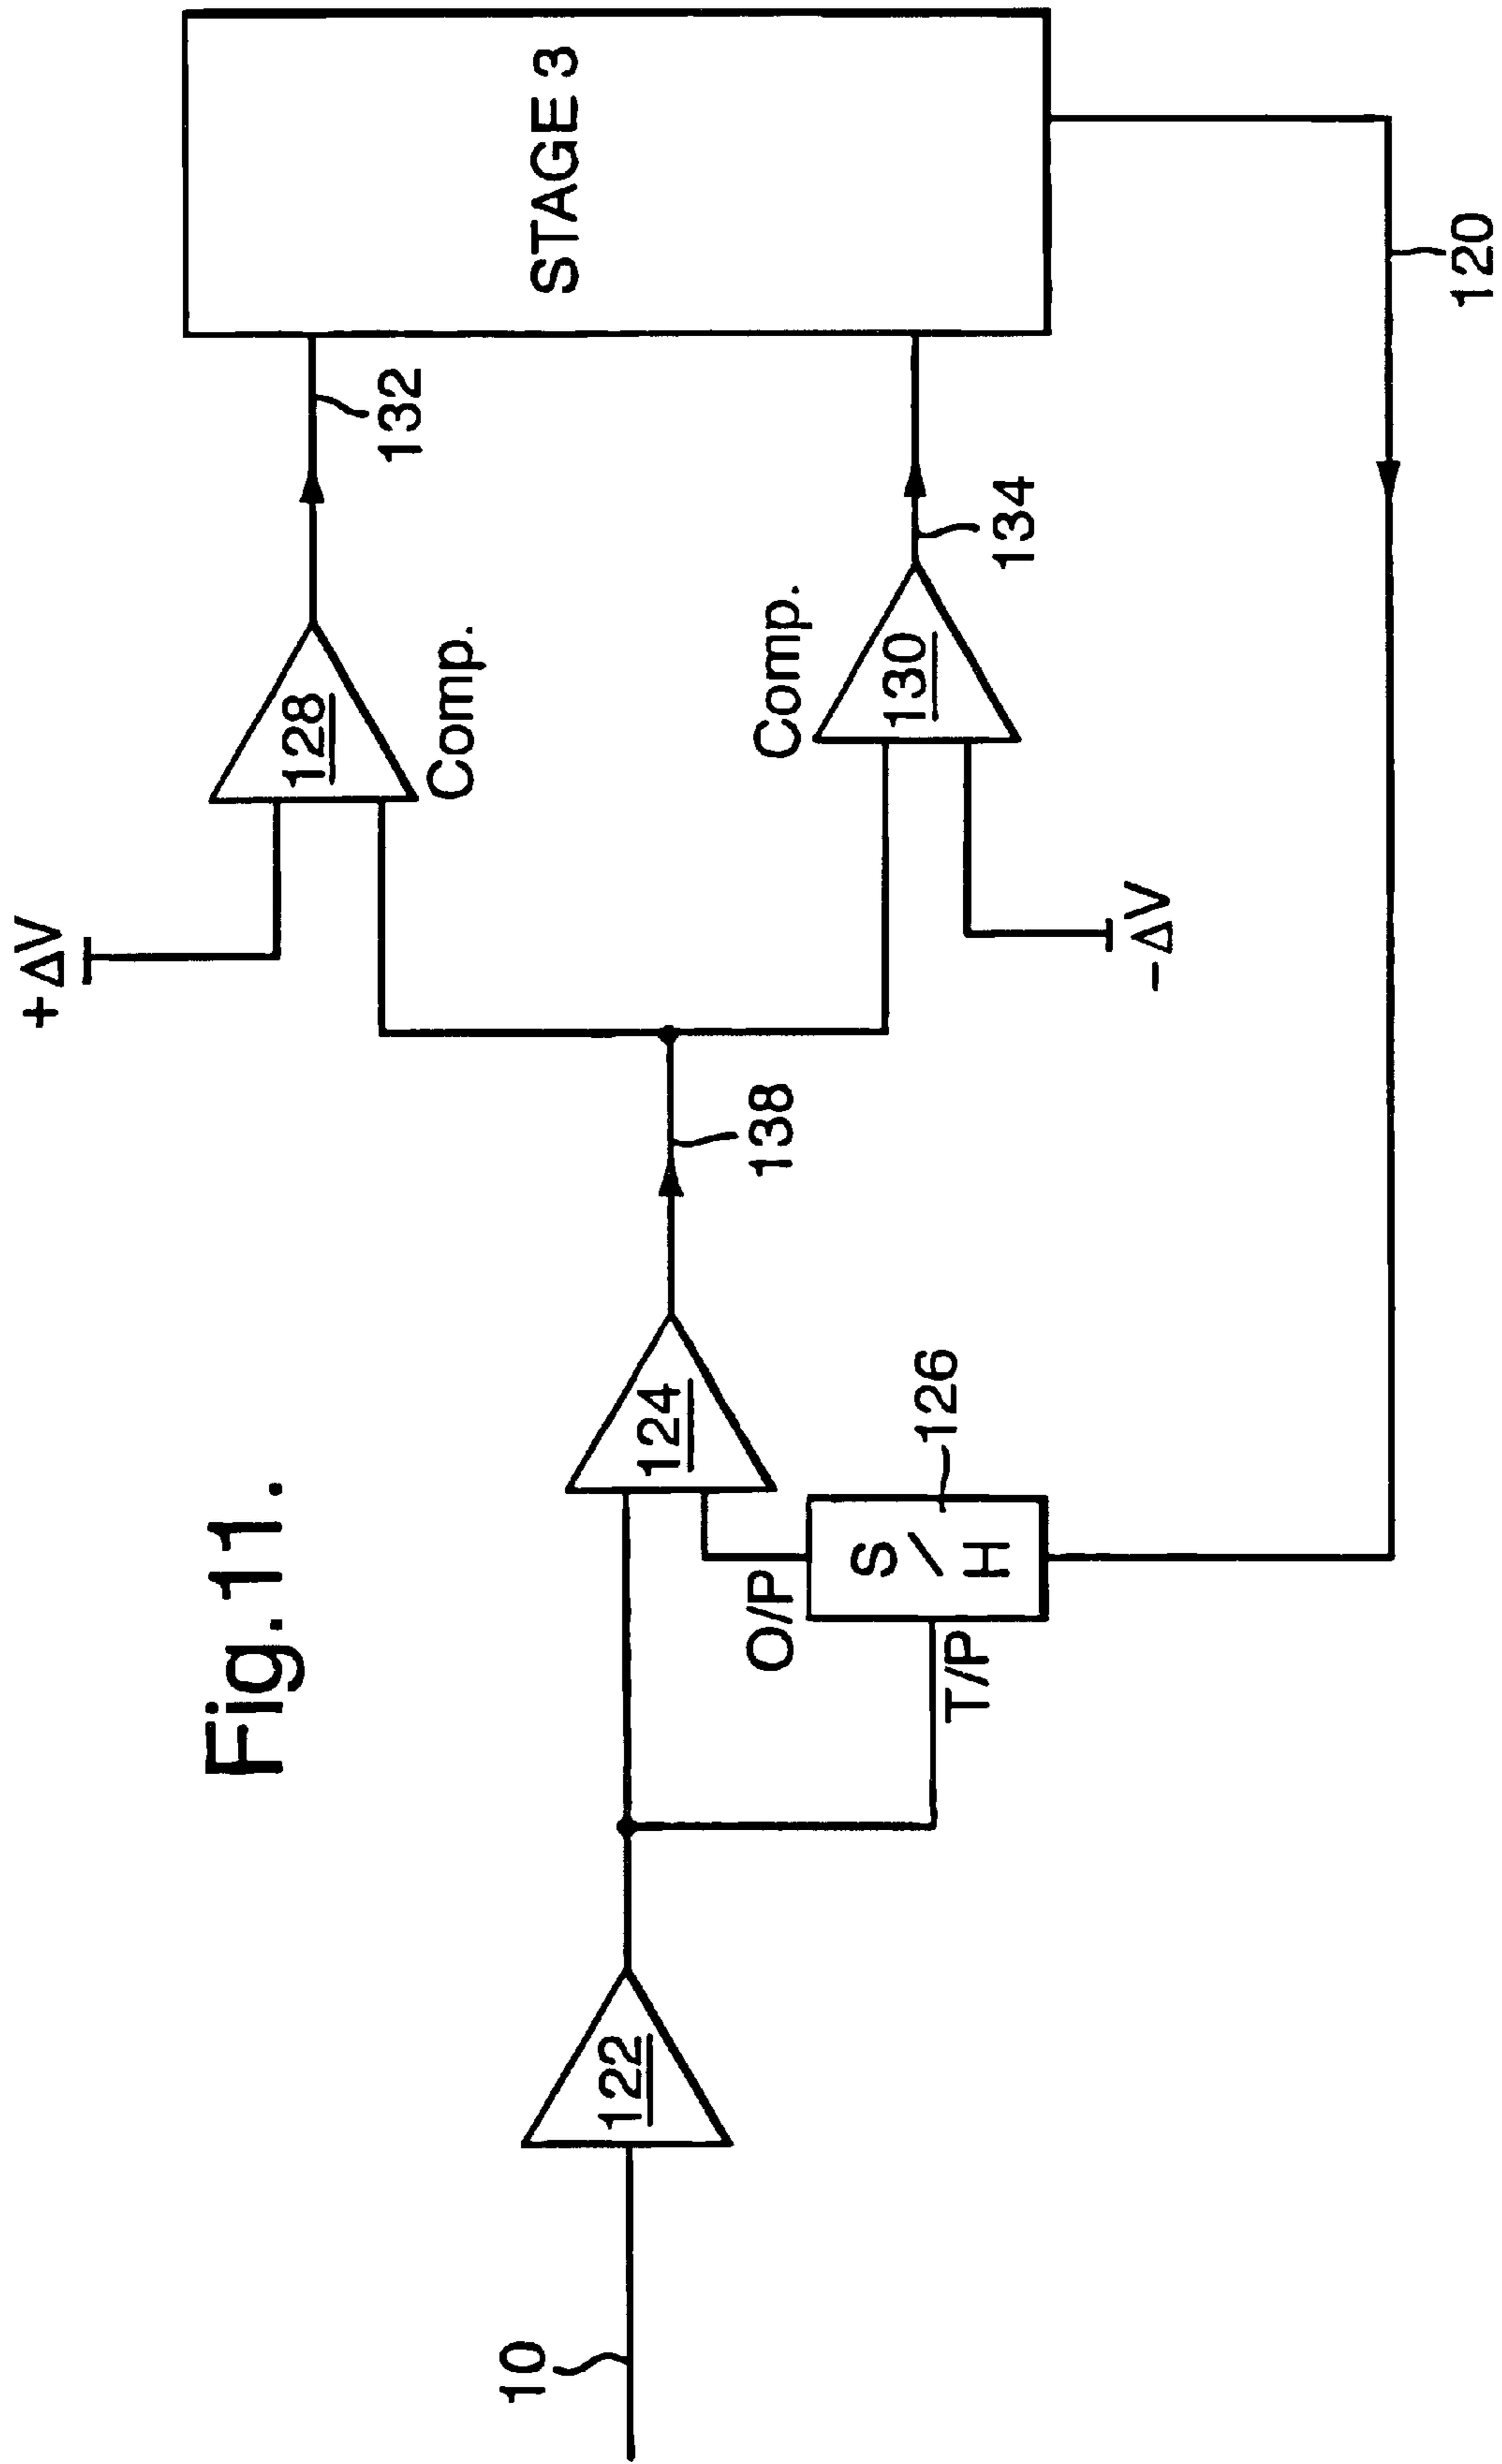 Fig.11.
10
122
124
O/P
S/H
T/P
126
138
+ΔV
128
Comp.
132
Comp.
130
134
-ΔV
STAGE 3
120